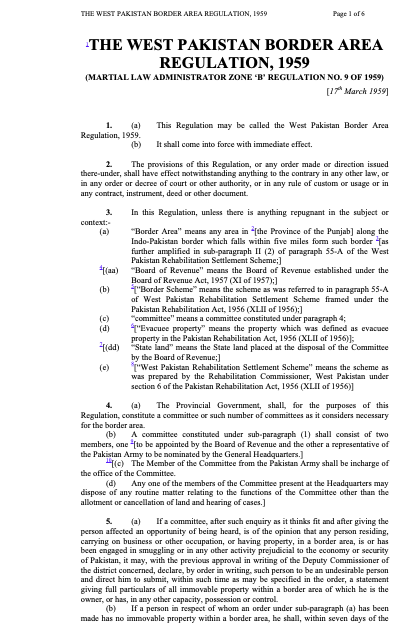 THE WEST PAKISTAN BORDER AREA REGULATION, 1959 Page 1 of 6
1THE WEST PAKISTAN BORDER AREA
REGULATION, 1959
(MARTIAL LAW ADMINISTRATOR ZONE ‘B’ REGULATION NO. 9 OF 1959)
[17th March 1959]
1. (a) This Regulation may be called the West Pakistan Border Area
Regulation, 1959.
(b) It shall come into force with immediate effect.
2. The provisions of this Regulation, or any order made or direction issued
there-under, shall have effect notwithstanding anything to the contrary in any other law, or
in any order or decree of court or other authority, or in any rule of custom or usage or in
any contract, instrument, deed or other document.
3. In this Regulation, unless there is anything repugnant in the subject or
context:-
(a) “Border Area” means any area in 2[the Province of the Punjab] along the
Indo-Pakistan border which falls within five miles form such border 3[as
further amplified in sub-paragraph II (2) of paragraph 55-A of the West
Pakistan Rehabilitation Settlement Scheme;]
4[(aa) “Board of Revenue” means the Board of Revenue established under the
Board of Revenue Act, 1957 (XI of 1957);]
(b) 5[“Border Scheme” means the scheme as was referred to in paragraph 55-A
of West Pakistan Rehabilitation Settlement Scheme framed under the
Pakistan Rehabilitation Act, 1956 (XLII of 1956)];
(c) “committee” means a committee constituted under paragraph 4;
(d) 6[“Evacuee property” means the property which was defined as evacuee
property in the Pakistan Rehabilitation Act, 1956 (XLII of 1956)];
7[(dd) “State land” means the State land placed at the disposal of the Committee
by the Board of Revenue;]
(e) 8[“West Pakistan Rehabilitation Settlement Scheme” means the scheme as
was prepared by the Rehabilitation Commissioner, West Pakistan under
section 6 of the Pakistan Rehabilitation Act, 1956 (XLII of 1956)]
4. (a) The Provincial Government, shall, for the purposes of this
Regulation, constitute a committee or such number of committees as it considers necessary
for the border area.
(b) A committee constituted under sub-paragraph (1) shall consist of two
members, one 9[to be appointed by the Board of Revenue and the other a representative of
the Pakistan Army to be nominated by the General Headquarters.]
10[(c) The Member of the Committee from the Pakistan Army shall be incharge of
the office of the Committee.
(d) Any one of the members of the Committee present at the Headquarters may
dispose of any routine matter relating to the functions of the Committee other than the
allotment or cancellation of land and hearing of cases.]
5. (a) If a committee, after such enquiry as it thinks fit and after giving the
person affected an opportunity of being heard, is of the opinion that any person residing,
carrying on business or other occupation, or having property, in a border area, is or has
been engaged in smuggling or in any other activity prejudicial to the economy or security
of Pakistan, it may, with the previous approval in writing of the Deputy Commissioner of
the district concerned, declare, by order in writing, such person to be an undesirable person
and direct him to submit, within such time as may be specified in the order, a statement
giving full particulars of all immovable property within a border area of which he is the
owner, or has, in any other capacity, possession or control.
(b) If a person in respect of whom an order under sub-paragraph (a) has been
made has no immovable property within a border area, he shall, within seven days of the